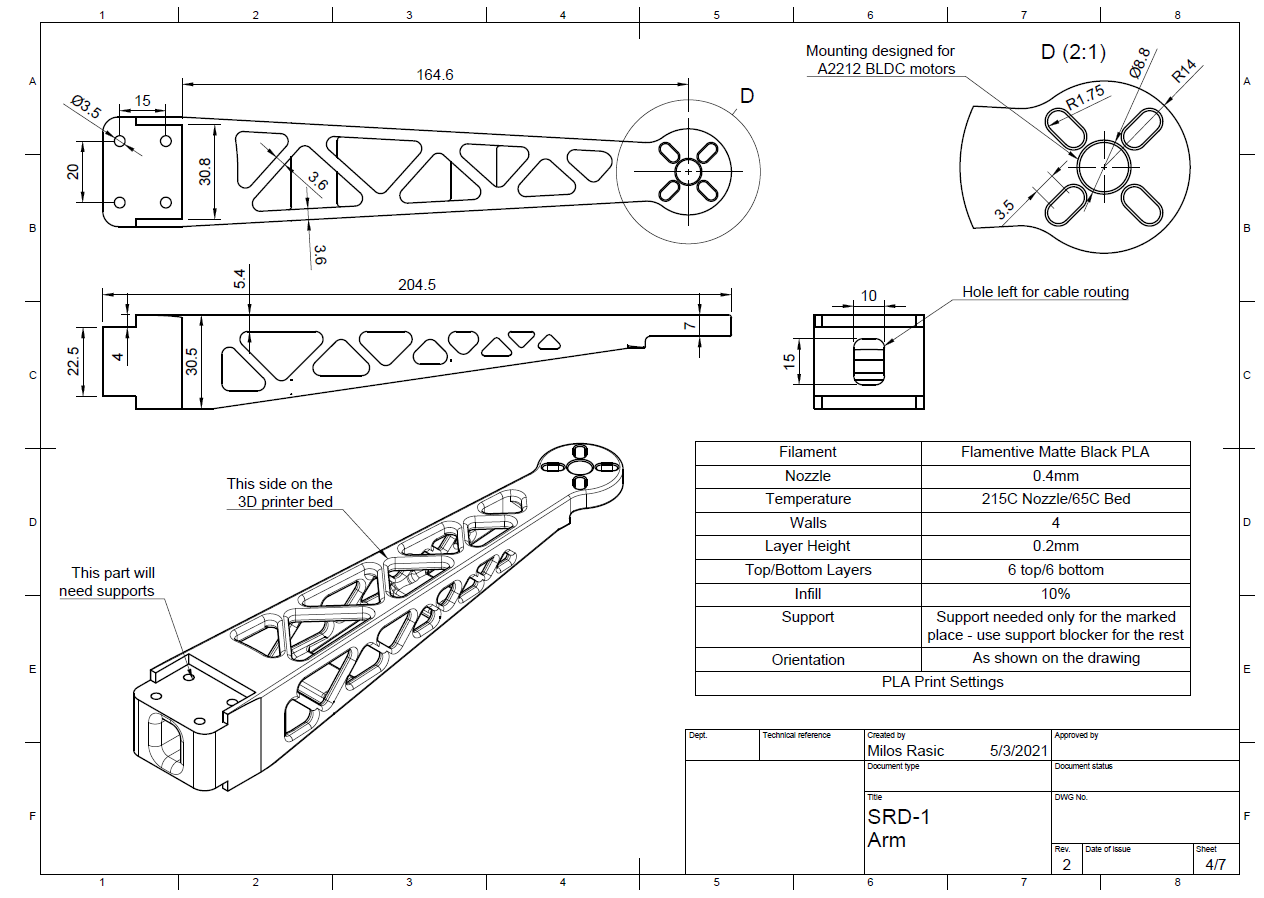 1 2 3 4 5 6 7 8
A
B
C
D
E
F
A
B
C
D
E
F
164.6
D
Ø3.5
15
20
30.8
3.6
3.6
Mounting designed for
A2212 BLDC motors
D (2:1)
Ø8.8
R14
R1.75
3.5
5.4
204.5
22.5
4
30.5
7
10
15
Hole left for cable routing
This side on the
3D printer bed
This part will
need supports
Filament Flamentive Matte Black PLA
Nozzle 0.4mm
Temperature 215C Nozzle/65C Bed
Walls 4
Layer Height 0.2mm
Top/Bottom Layers 6 top/6 bottom
Infill 10%
Support Support needed only for the marked
place - use support blocker for the rest
Orientation As shown on the drawing
PLA Print Settings
Dept. Technical reference Created by Approved by
Milos Rasic 5/3/2021
Document type Document status
Title DWG No.
SRD-1
Arm
Rev. Date of issue Sheet
2 4/7
1 2 3 4 5 6 7 8